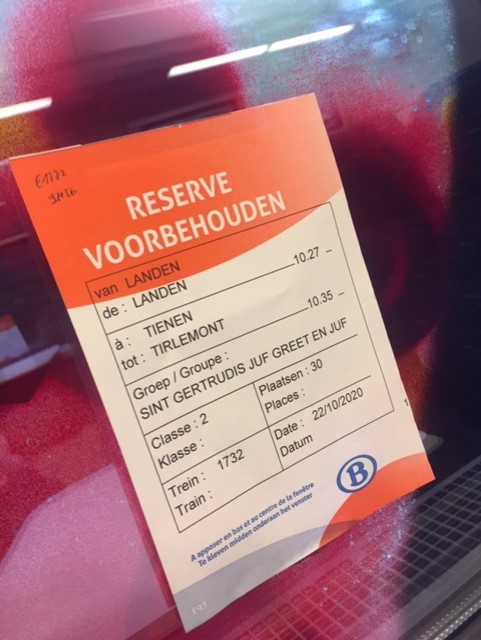 RESERVE
VOORBEHOUDEN
van LANDEN
de : LANDEN 10.27 –
à : TIENEN
tot : TIRLEMONT 10.35 –
Groep / Groupe :
SINT GERTRUDIS JUF GREET EN JUF
Classe : 2
Klasse :
Plaatsen : 30
Places :
Trein : 1732
Train :
Date : 22/10/2020
Datum
B
A apposer en bas et au centre de la fenêtre
Te kleven midden onderaan het venster
E93